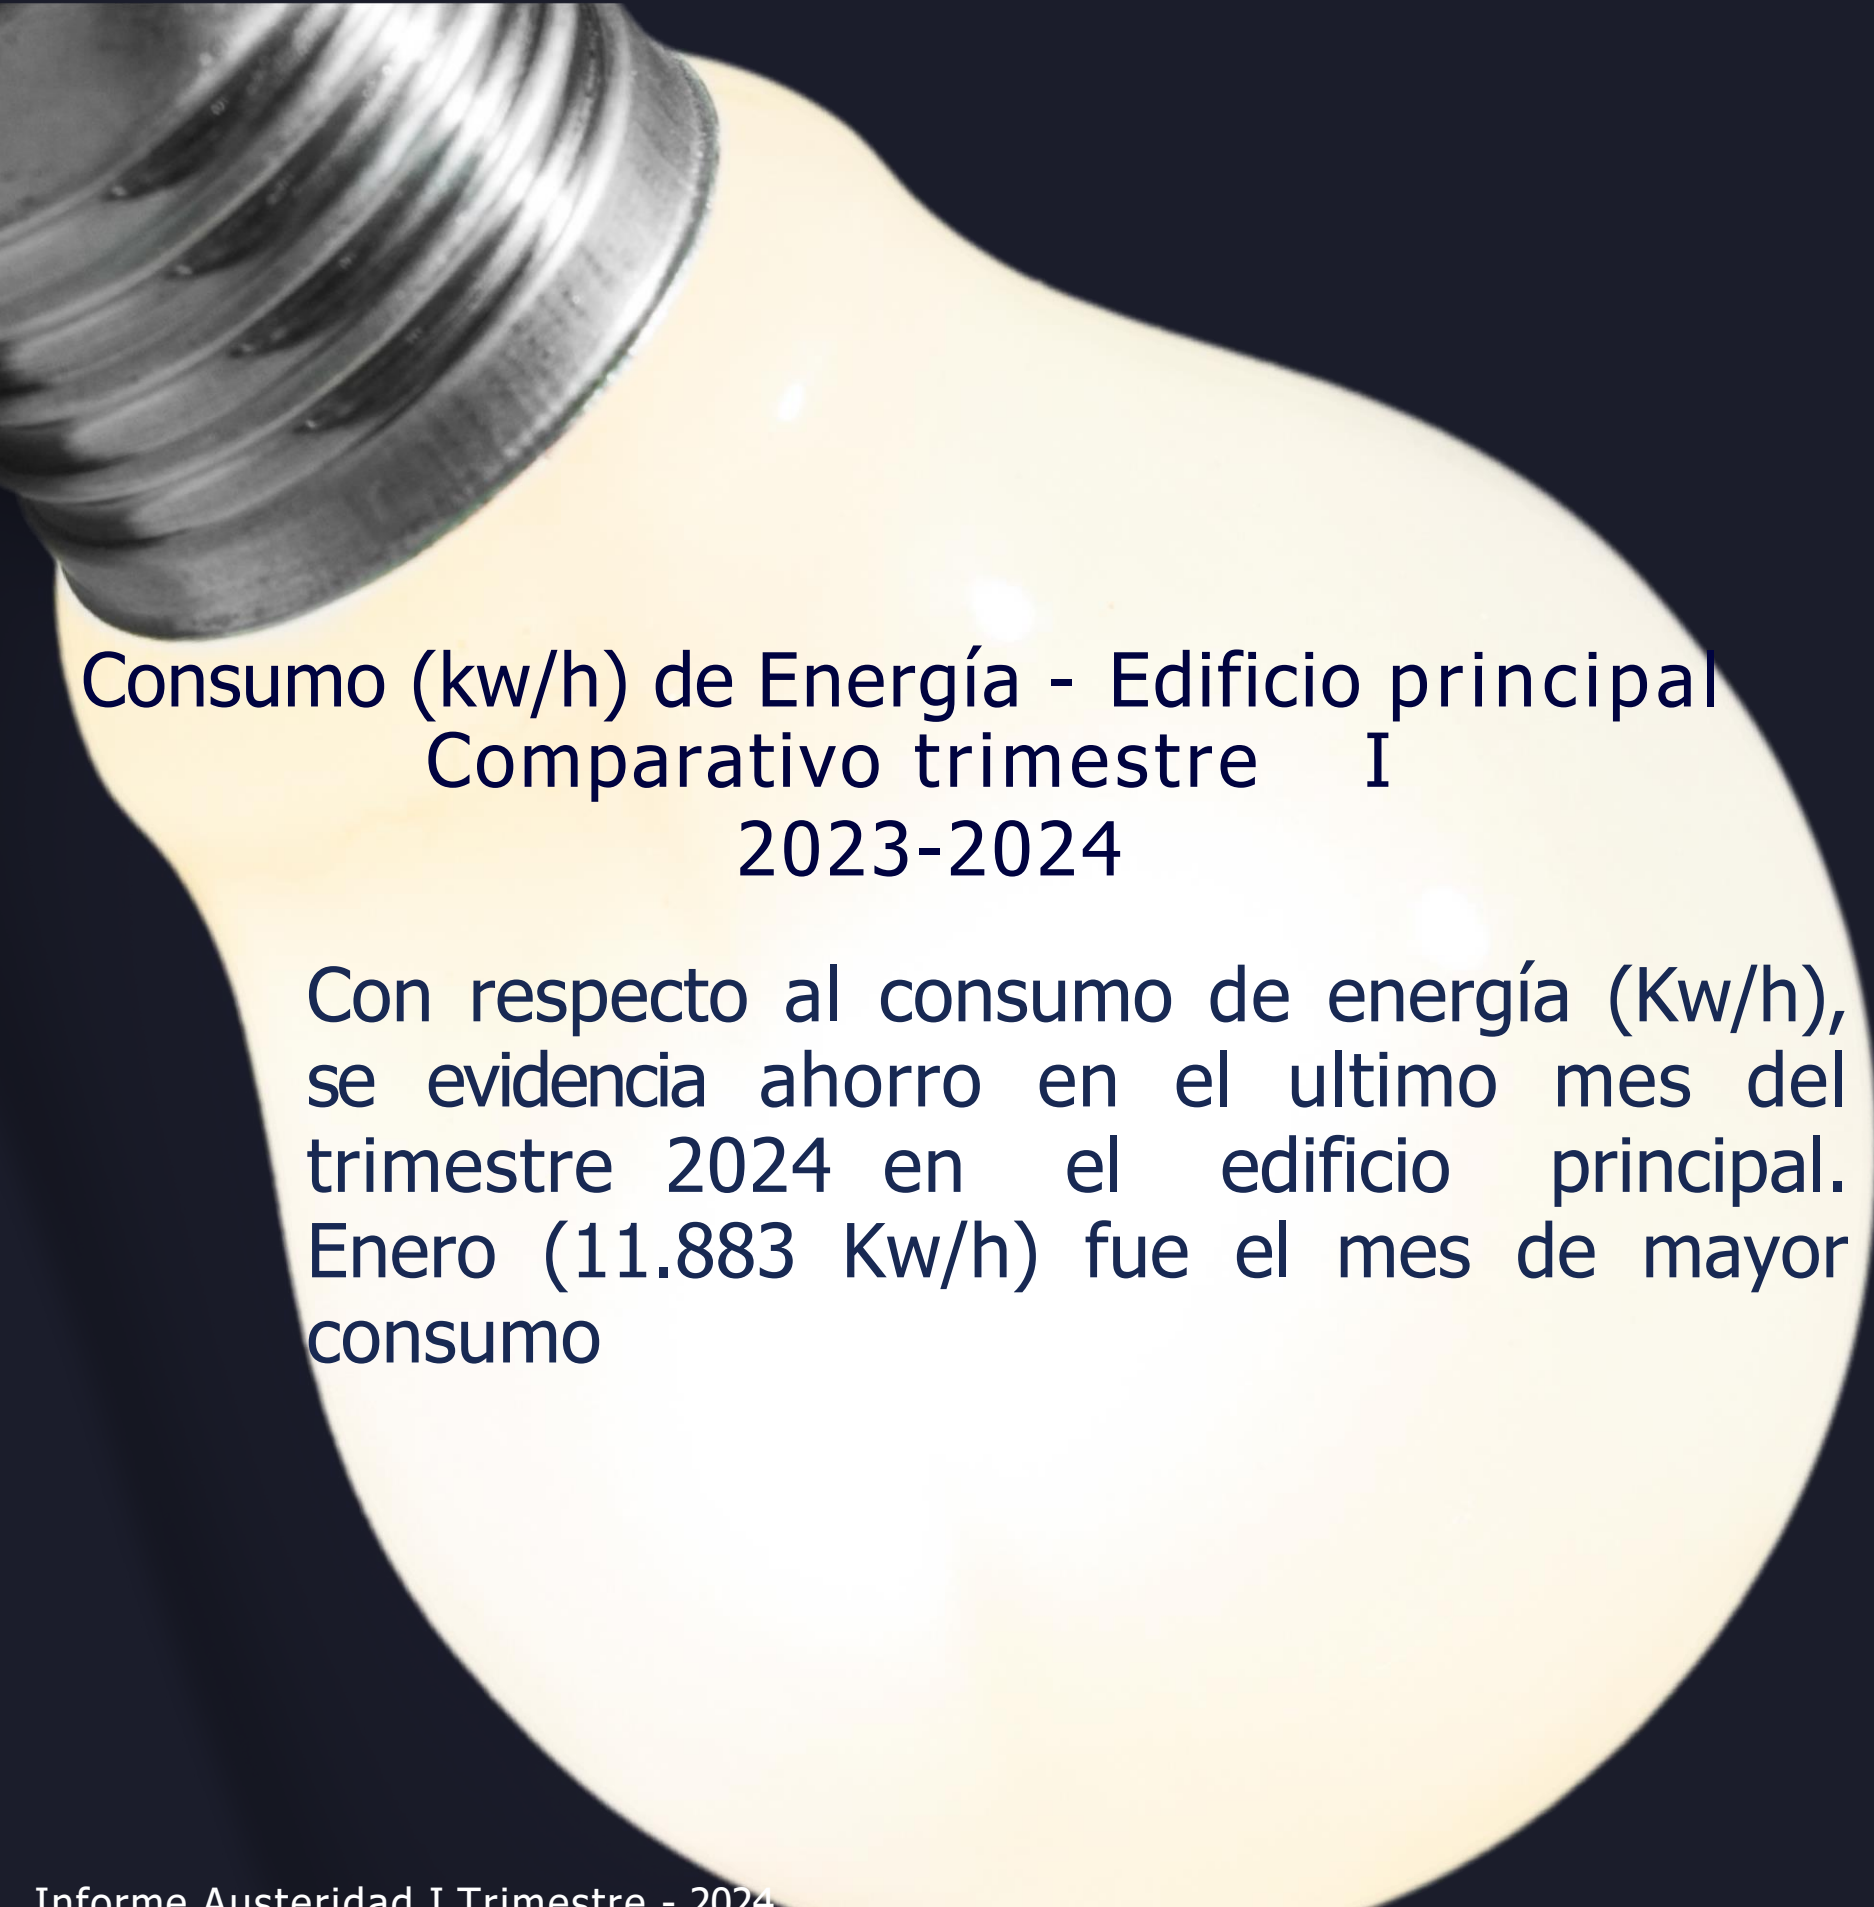 Consumo (kw/h) de Energía - Edificio principal
Comparativo trimestre I
2023-2024
Con respecto al consumo de energía (Kw/h),
se evidencia ahorro en el ultimo mes del
trimestre 2024 en el edificio principal.
Enero (11.883 Kw/h) fue el mes de mayor
consumo
Informe Austeridad I Trimestre - 2024